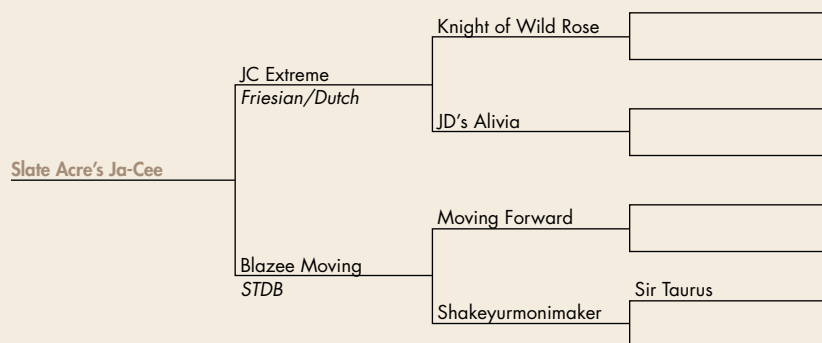 Knight of Wild Rose
JC Extreme
Friesian/Dutch
JD's Alivia
Slate Acre's Ja-Cee
Moving Forward
Blazee Moving
STDB
Sir Taurus
Shakeyurmonimaker